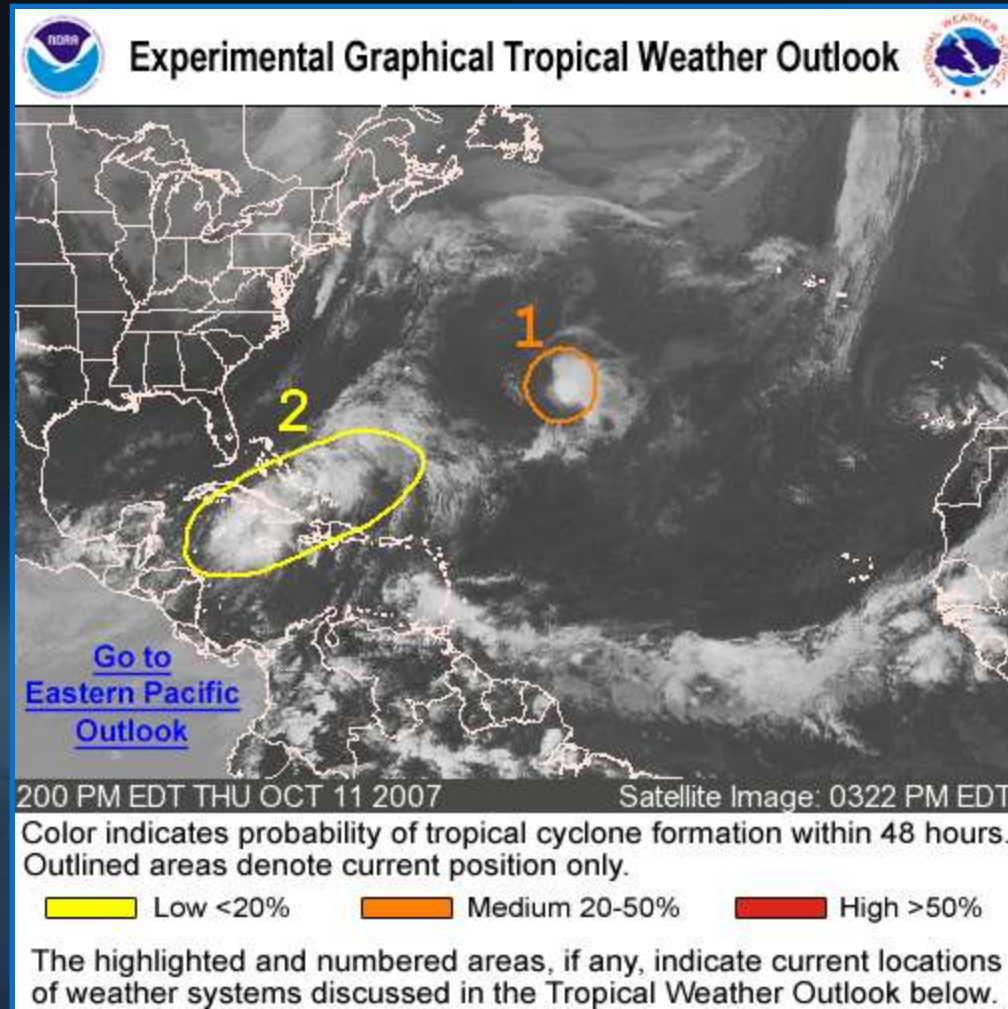 NOAA
Experimental Graphical Tropical Weather Outlook
NATIONAL WEATHER SERVICE
1
2
Go to
Eastern Pacific
Outlook
200 PM EDT THU OCT 11 2007
Satellite Image: 0322 PM EDT
Color indicates probability of tropical cyclone formation within 48 hours.
Outlined areas denote current position only.
Low <20%
Medium 20-50%
High >50%
The highlighted and numbered areas, if any, indicate current locations
of weather systems discussed in the Tropical Weather Outlook below.